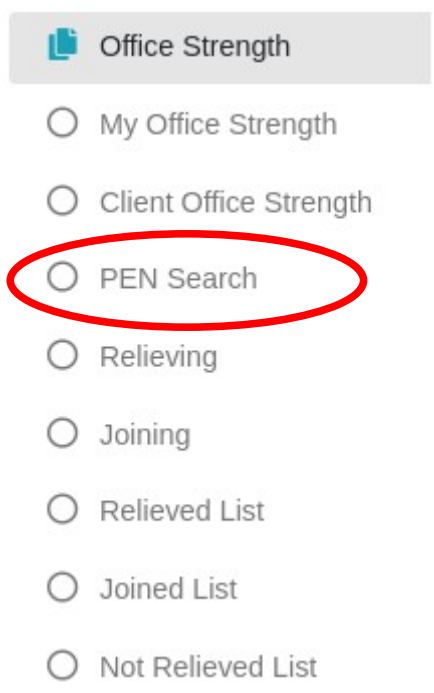 Office Strength
My Office Strength
Client Office Strength
PEN Search
Relieving
Joining
Relieved List
Joined List
Not Relieved List